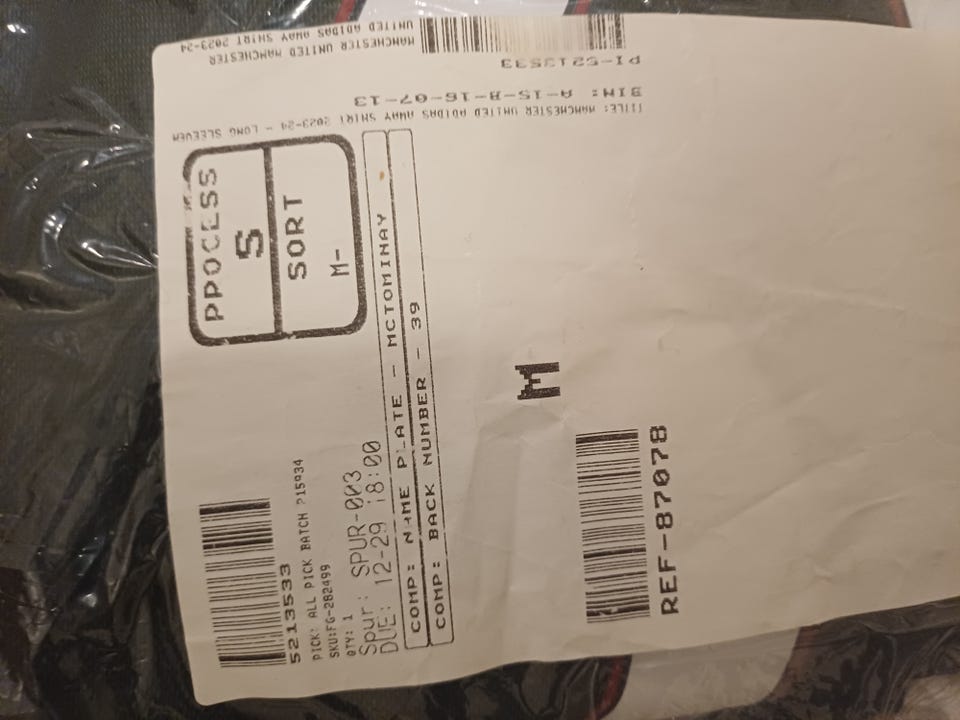 5213533
PICK: ALL PICK BATCH 215934
SKU:FG-282499
QTY: 1
Spur: SPUR-003
DUE: 12-29 18:00
COMP: NAME PLATE - MCTOMINAY
COMP: BACK NUMBER - 39
PROCESS
S
SORT
M-
M
REF-87078
TITLE: MANCHESTER UNITED ADIDAS AWAY SHIRT 2023-24 - LONG SLEEVE
BIN: A-15-B-16-07-13
PI-5213533
MANCHESTER UNITED MANCHESTER
UNITED ADIDAS AWAY SHIRT 2023-24